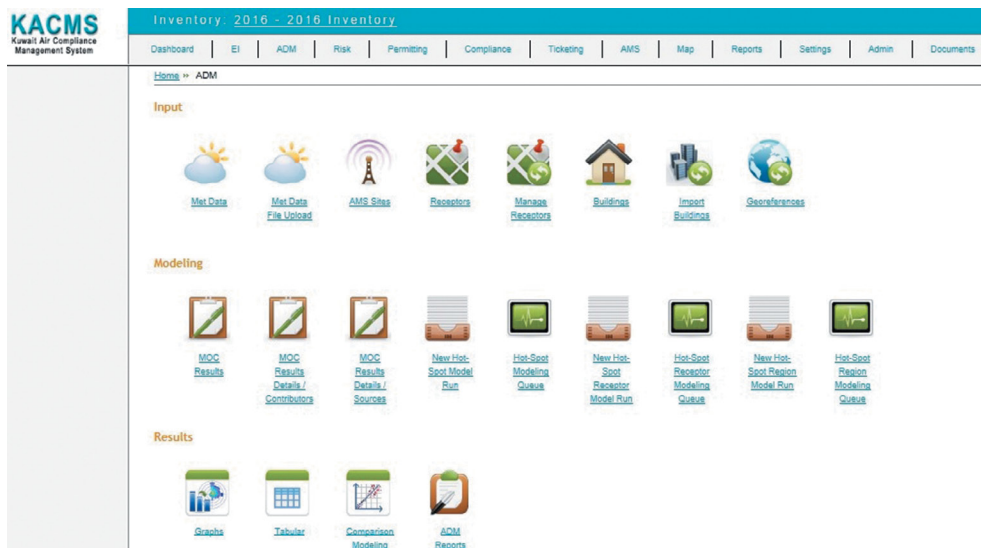 KACMS
Kuwait Air Compliance
Management System
Inventory: 2016 - 2016 Inventory
Dashboard EI ADM Risk Permitting Compliance Ticketing AMS Map Reports Settings Admin Documents
Home » ADM
Input
Met Data
Met Data
File Upload
AMS Sites
Receptors
Manage
Receptors
Buildings
Import
Buildings
Georeferences
Modeling
MOC
Results
MOC
Results
Details /
Contributors
MOC
Results
Details /
Sources
New Hot-
Spot Model
Run
Hot-Spot
Modeling
Queue
New Hot-
Spot
Receptor
Model Run
Hot-Spot
Receptor
Modeling
Queue
New Hot-
Spot Region
Model Run
Hot-Spot
Region
Modeling
Queue
Results
Graphs
Tabular
Comparison
Modeling
ADM
Reports